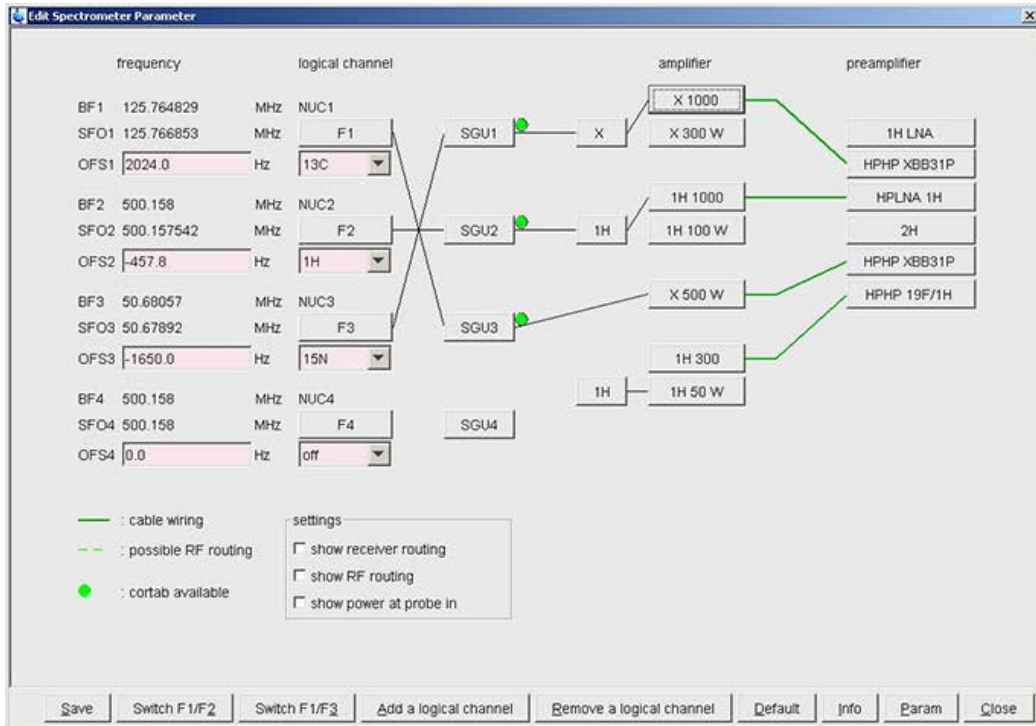 Edit Spectrometer Parameter
frequency logical channel amplifier preamplifier
X 1000
BF1 125.764829 MHz NUC1
SFO1 125.766853 MHz F1 SGU1 X X 300 W 1H LNA
OFS1 2024.0 Hz 13C HPHP XBB31P
BF2 500.158 MHz NUC2 1H 1000 HPLNA 1H
SFO2 500.157542 MHz F2 SGU2 1H 1H 100 W 2H
OFS2 -457.8 Hz 1H HPHP XBB31P
BF3 50.68057 MHz NUC3 X 500 W HPHP 19F/1H
SFO3 50.67892 MHz F3 SGU3
OFS3 -1650.0 Hz 15N 1H 300
BF4 500.158 MHz NUC4 1H 1H 50 W
SFO4 500.158 MHz F4 SGU4
OFS4 0.0 Hz off
: cable wiring
: possible RF routing
: cortab available
settings
show receiver routing
show RF routing
show power at probe in
Save Switch F1/F2 Switch F1/F3 Add a logical channel Remove a logical channel Default Info Param Close